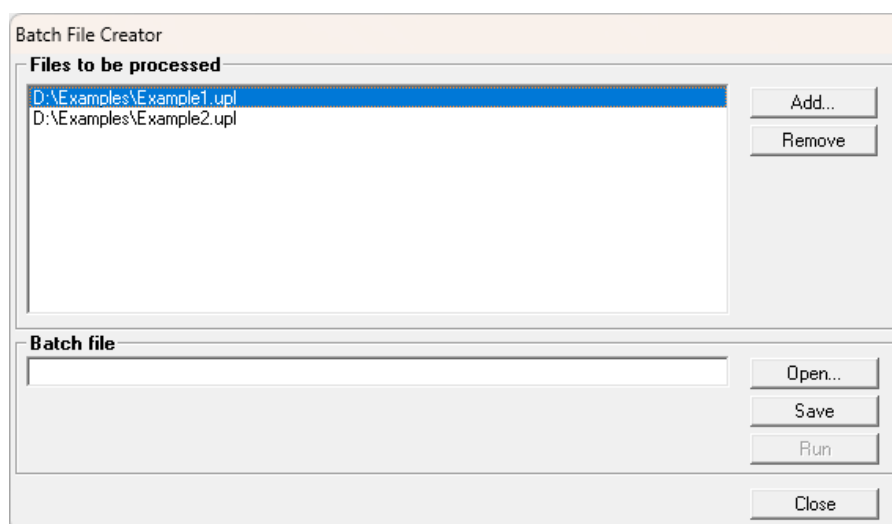 Batch File Creator
Files to be processed
D:\Examples\Example1.upl
D:\Examples\Example2.upl
Add...
Remove
Batch file
Open...
Save
Run
Close